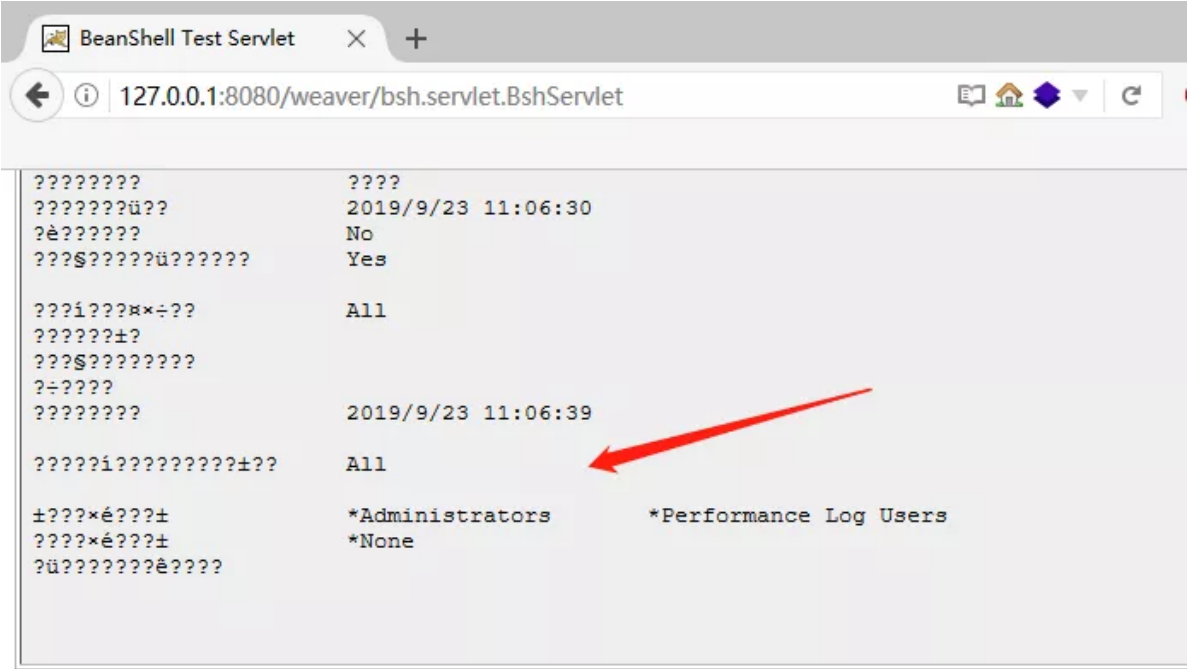 BeanShell Test Servlet
127.0.0.1:8080/weaver/bsh.servlet.BshServlet
???????? ????
???????ü?? 2019/9/23 11:06:30
?è?????? No
???§?????ü?????? Yes
???í???¤×÷?? All
??????±?
???§?????????
?÷????
???????? 2019/9/23 11:06:39
?????í?????????±?? All
±???×é???± *Administrators *Performance Log Users
????×é???± *None
?ü???????ê????